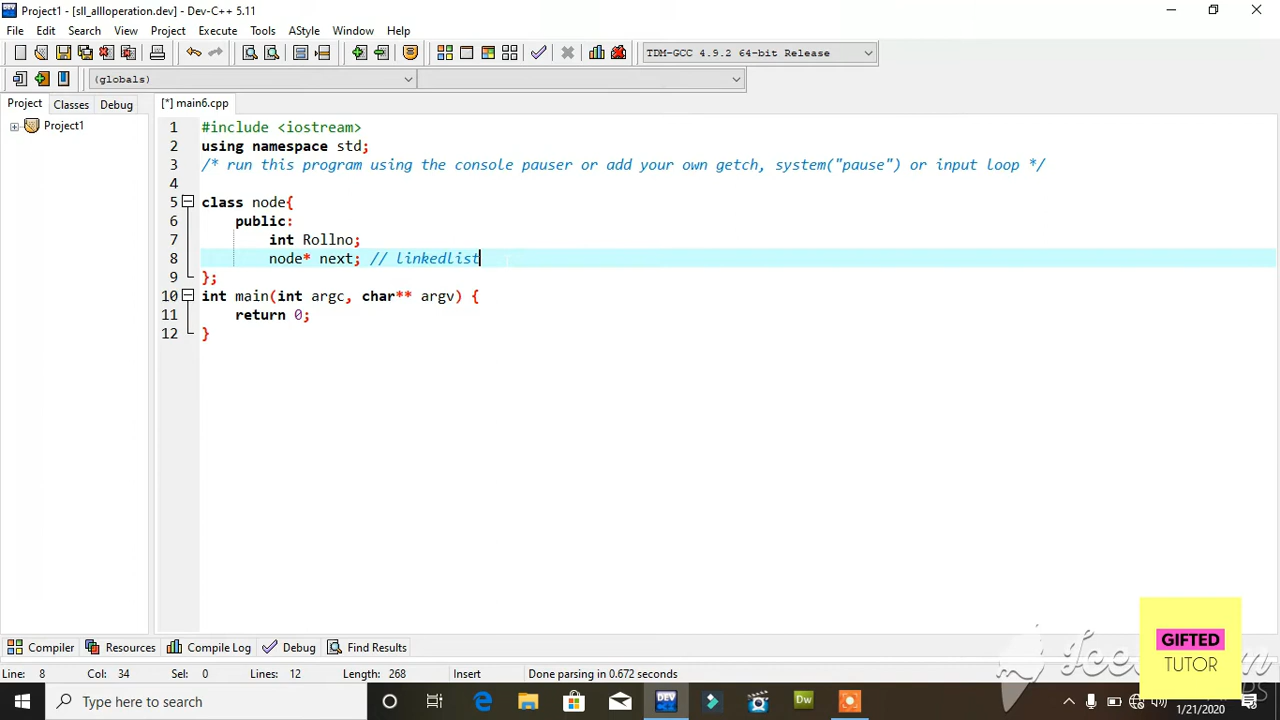 Project1 - [sll_allloperation.dev] - Dev-C++ 5.11
File Edit Search View Project Execute Tools AStyle Window Help
TDM-GCC 4.9.2 64-bit Release
(globals)
Project Classes Debug [*] main6.cpp
Project1
1 #include <iostream>
2 using namespace std;
3 /* run this program using the console pauser or add your own getch, system("pause") or input loop */
4
5 class node{
6 public:
7 int Rollno;
8 node* next; // linkedlist
9 };
10 int main(int argc, char** argv) {
11 return 0;
12 }
GIFTED
TUTOR
Compiler Resources Compile Log Debug Find Results
Line: 8 Col: 34 Sel: 0 Lines: 12 Length: 268 Insert Done parsing in 0.672 seconds
Type here to search
DEV
Dw
1/21/2020